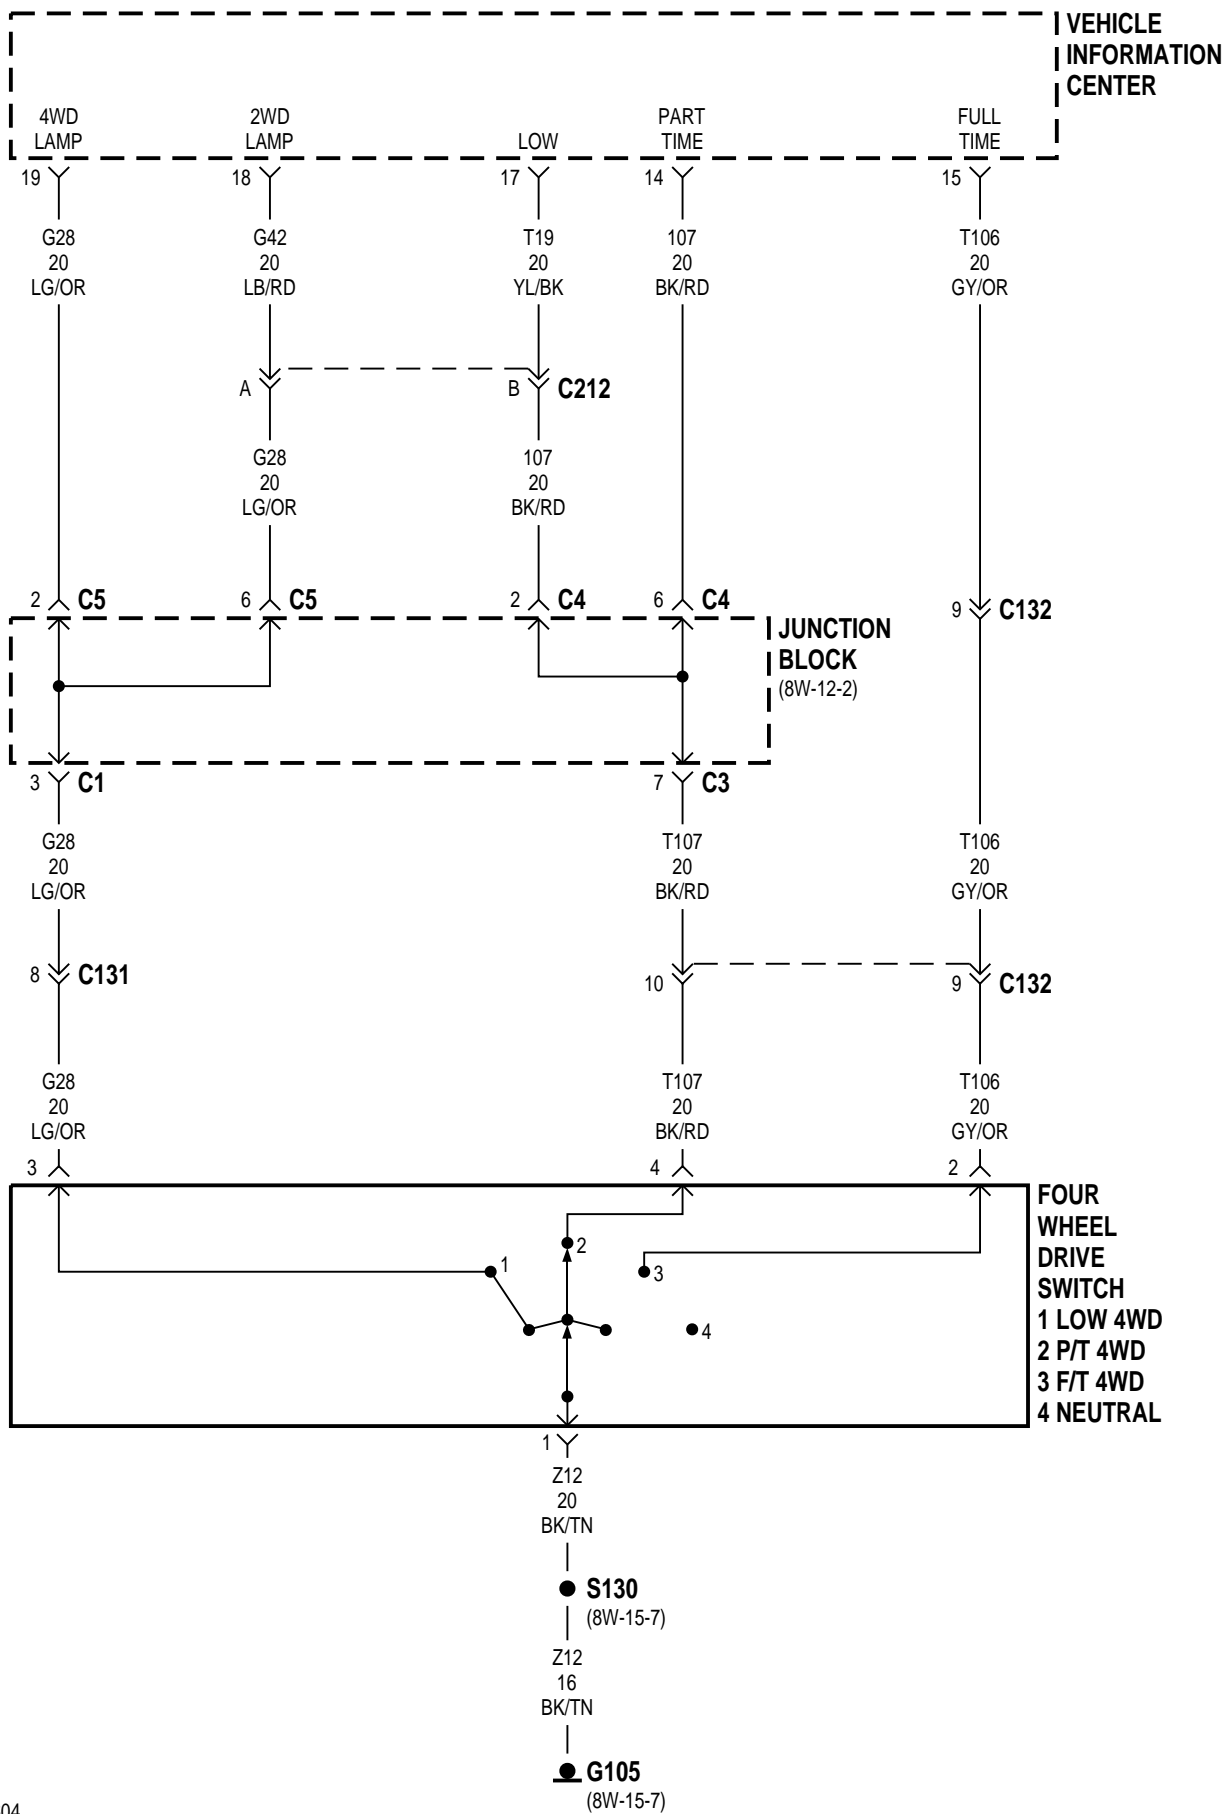 VEHICLE
INFORMATION
CENTER
4WD
LAMP
2WD
LAMP
LOW
PART
TIME
FULL
TIME
19
18
17
14
15
G28
20
LG/OR
G42
20
LB/RD
T19
20
YL/BK
107
20
BK/RD
T106
20
GY/OR
A
B C212
G28
20
LG/OR
107
20
BK/RD
2 C5
6 C5
2 C4
6 C4
9 C132
JUNCTION
BLOCK
(8W-12-2)
3 C1
7 C3
G28
20
LG/OR
T107
20
BK/RD
T106
20
GY/OR
8 C131
10
9 C132
G28
20
LG/OR
T107
20
BK/RD
T106
20
GY/OR
3
4
2
FOUR
WHEEL
DRIVE
SWITCH
1 LOW 4WD
2 P/T 4WD
3 F/T 4WD
4 NEUTRAL
1
2
3
4
1
Z12
20
BK/TN
S130
(8W-15-7)
Z12
16
BK/TN
G105
(8W-15-7)